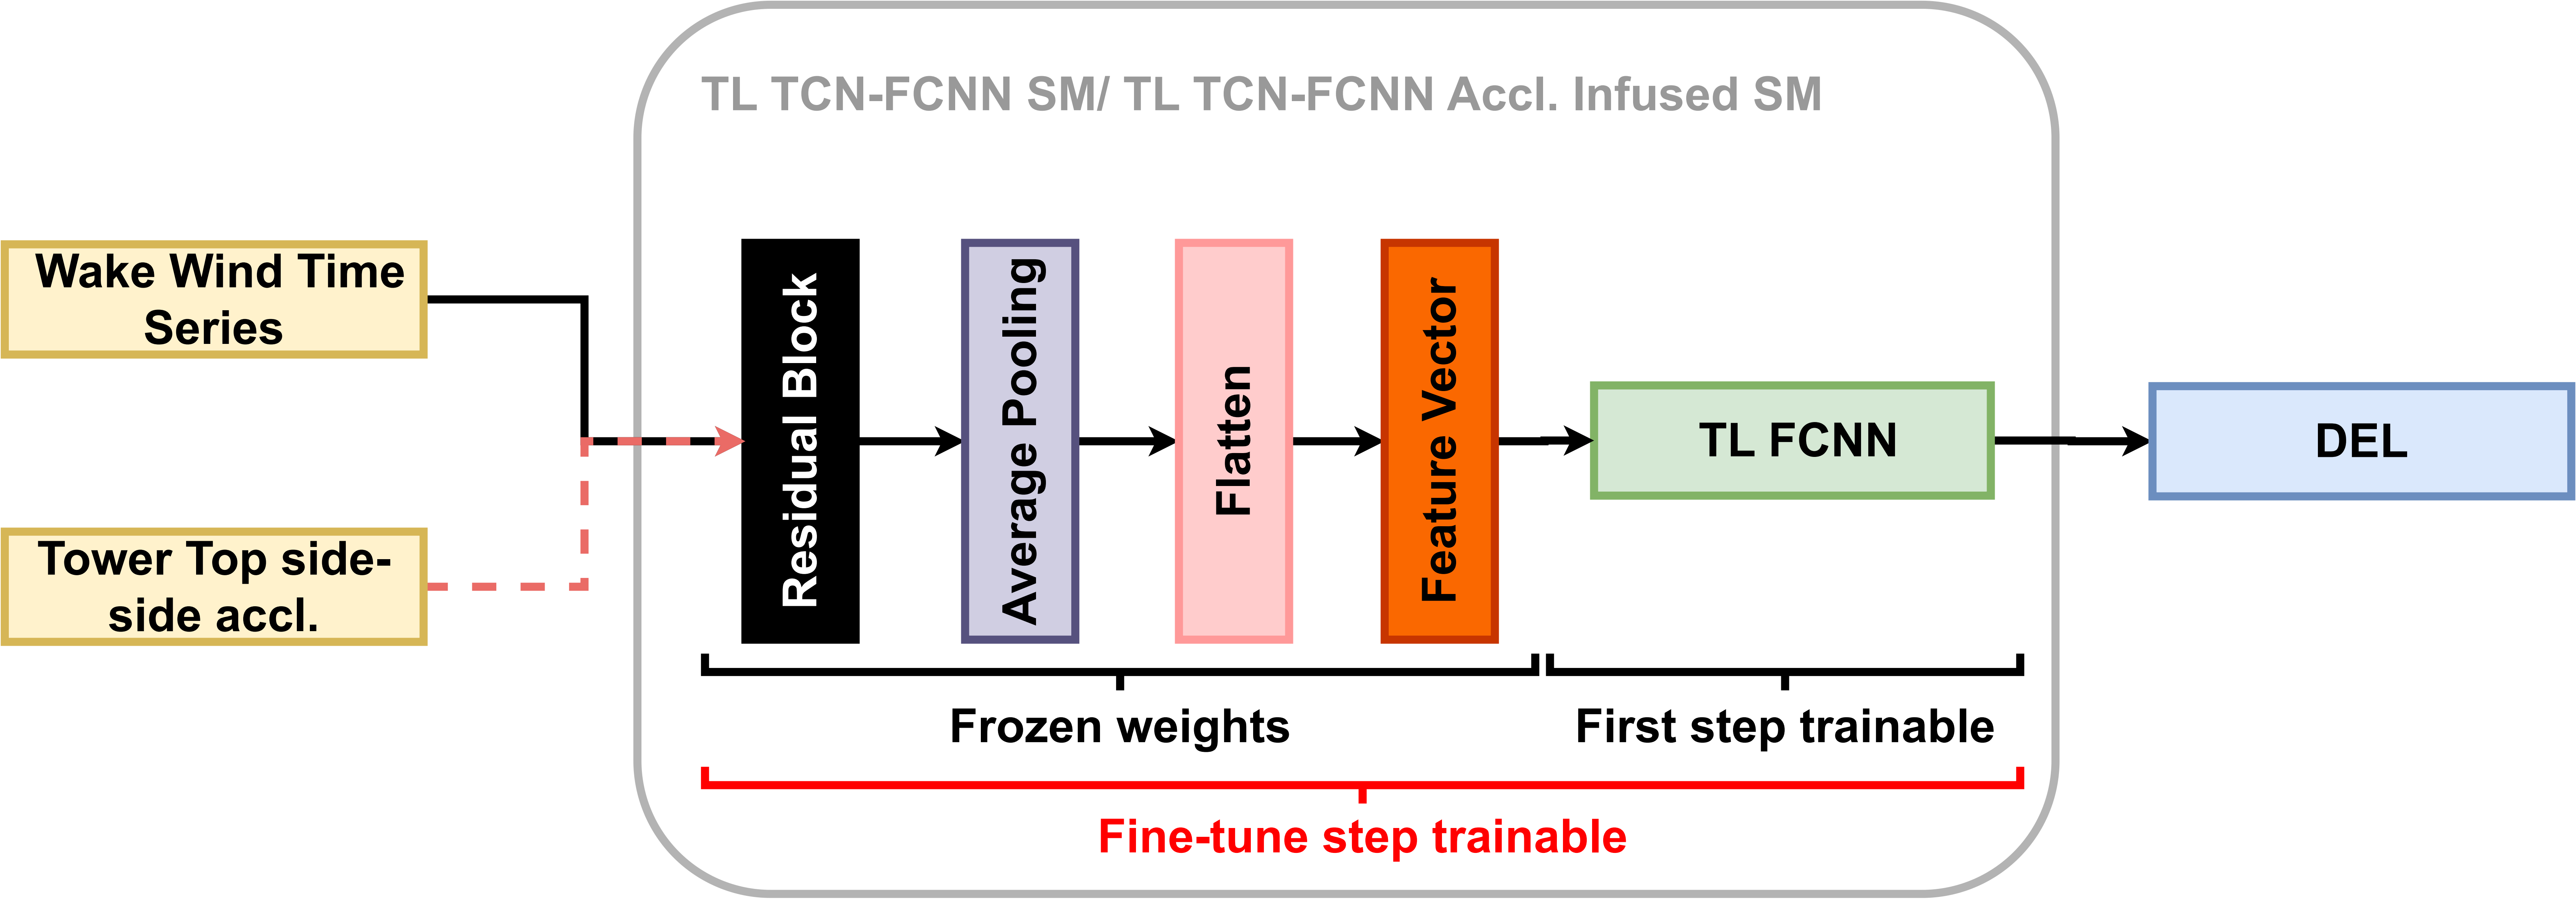 TL TCN-FCNN SM/ TL TCN-FCNN Accl. Infused SM
Wake Wind Time
Series
Tower Top side-
side accl.
Residual Block
Average Pooling
Flatten
Feature Vector
TL FCNN
DEL
Frozen weights
First step trainable
Fine-tune step trainable